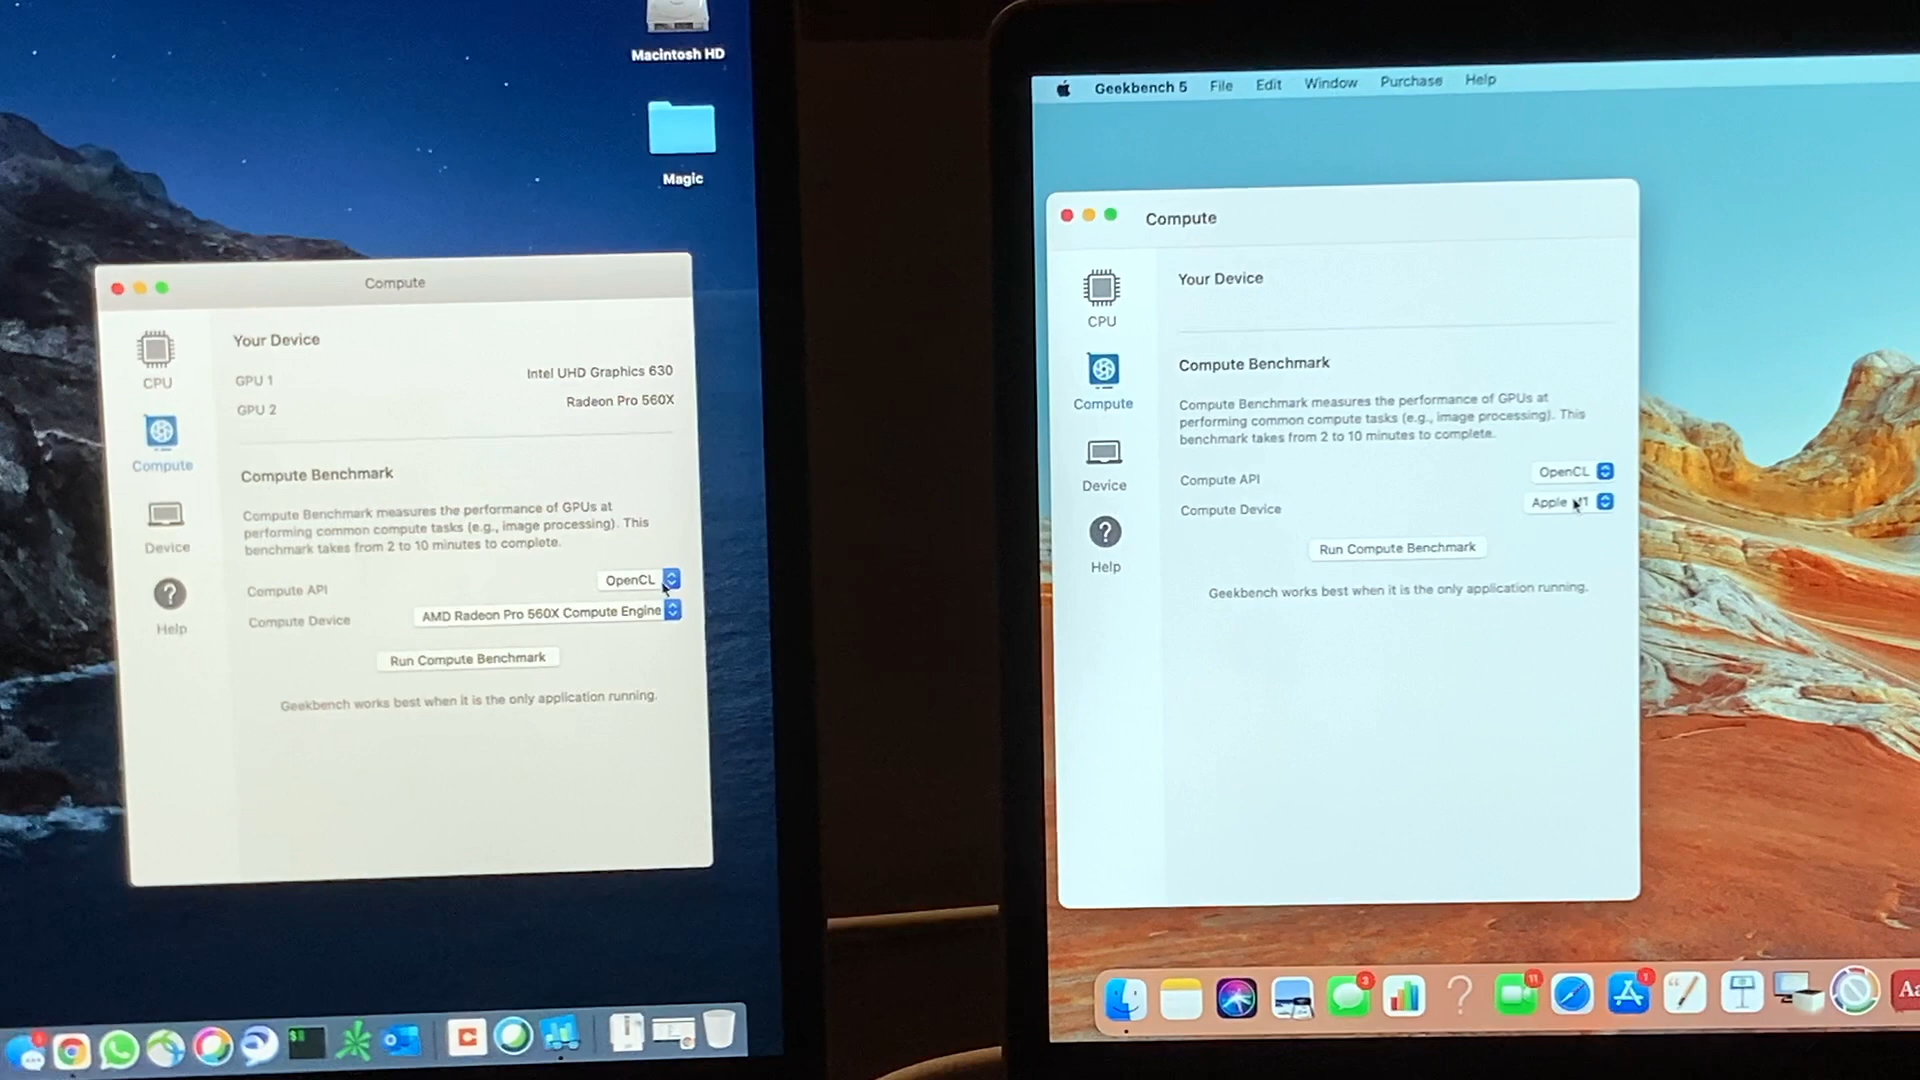 Macintosh HD
Magic
Compute
CPU
Compute
Device
Help
Your Device
GPU 1
Intel UHD Graphics 630
GPU 2
Radeon Pro 560X
Compute Benchmark
Compute Benchmark measures the performance of GPUs at
performing common compute tasks (e.g., image processing). This
benchmark takes from 2 to 10 minutes to complete.
Compute API
OpenCL
Compute Device
AMD Radeon Pro 560X Compute Engine
Run Compute Benchmark
Geekbench works best when it is the only application running.
Geekbench 5 File Edit Window Purchase Help
Compute
CPU
Compute
Device
Help
Your Device
Compute Benchmark
Compute Benchmark measures the performance of GPUs at
performing common compute tasks (e.g., image processing). This
benchmark takes from 2 to 10 minutes to complete.
Compute API
OpenCL
Compute Device
Apple M1
Run Compute Benchmark
Geekbench works best when it is the only application running.
3
11
1